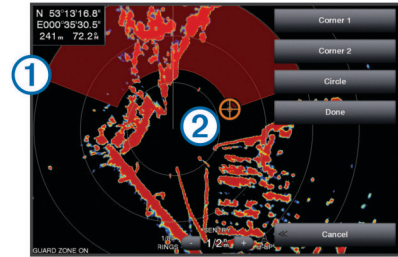 N 53°13'16.8"
E000°35'30.5"
241m 72.2°M
Corner 1
Corner 2
Circle
Done
1
2
SENTRY
RINGS
- 1/2 +
Cancel
GUARD ZONE ON